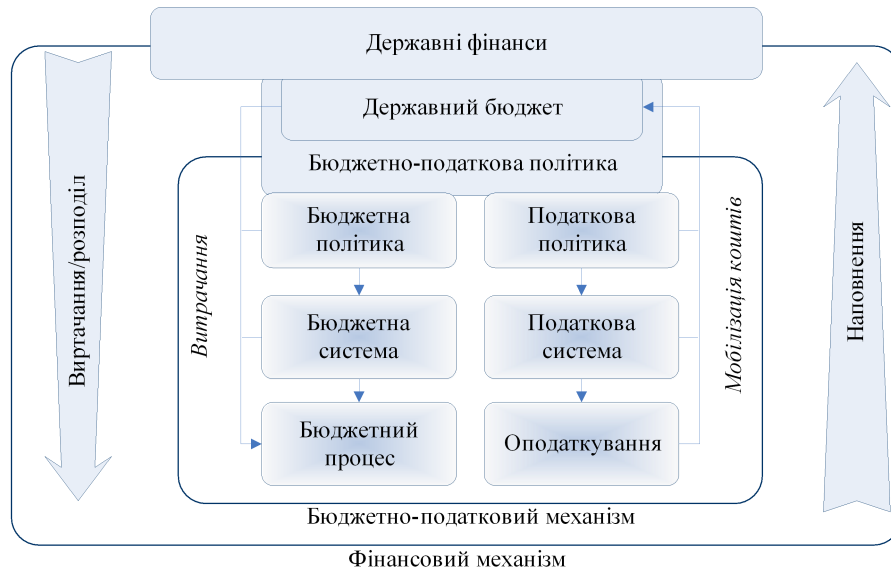 Державні фінанси
Державний бюджет
Бюджетно-податкова політика
Виртачання/розподіл
Витрачання
Бюджетна
політика
Податкова
політика
Бюджетна
система
Податкова
система
Бюджетний
процес
Оподаткування
Мобілізація коштів
Наповнення
Бюджетно-податковий механізм
Фінансовий механізм